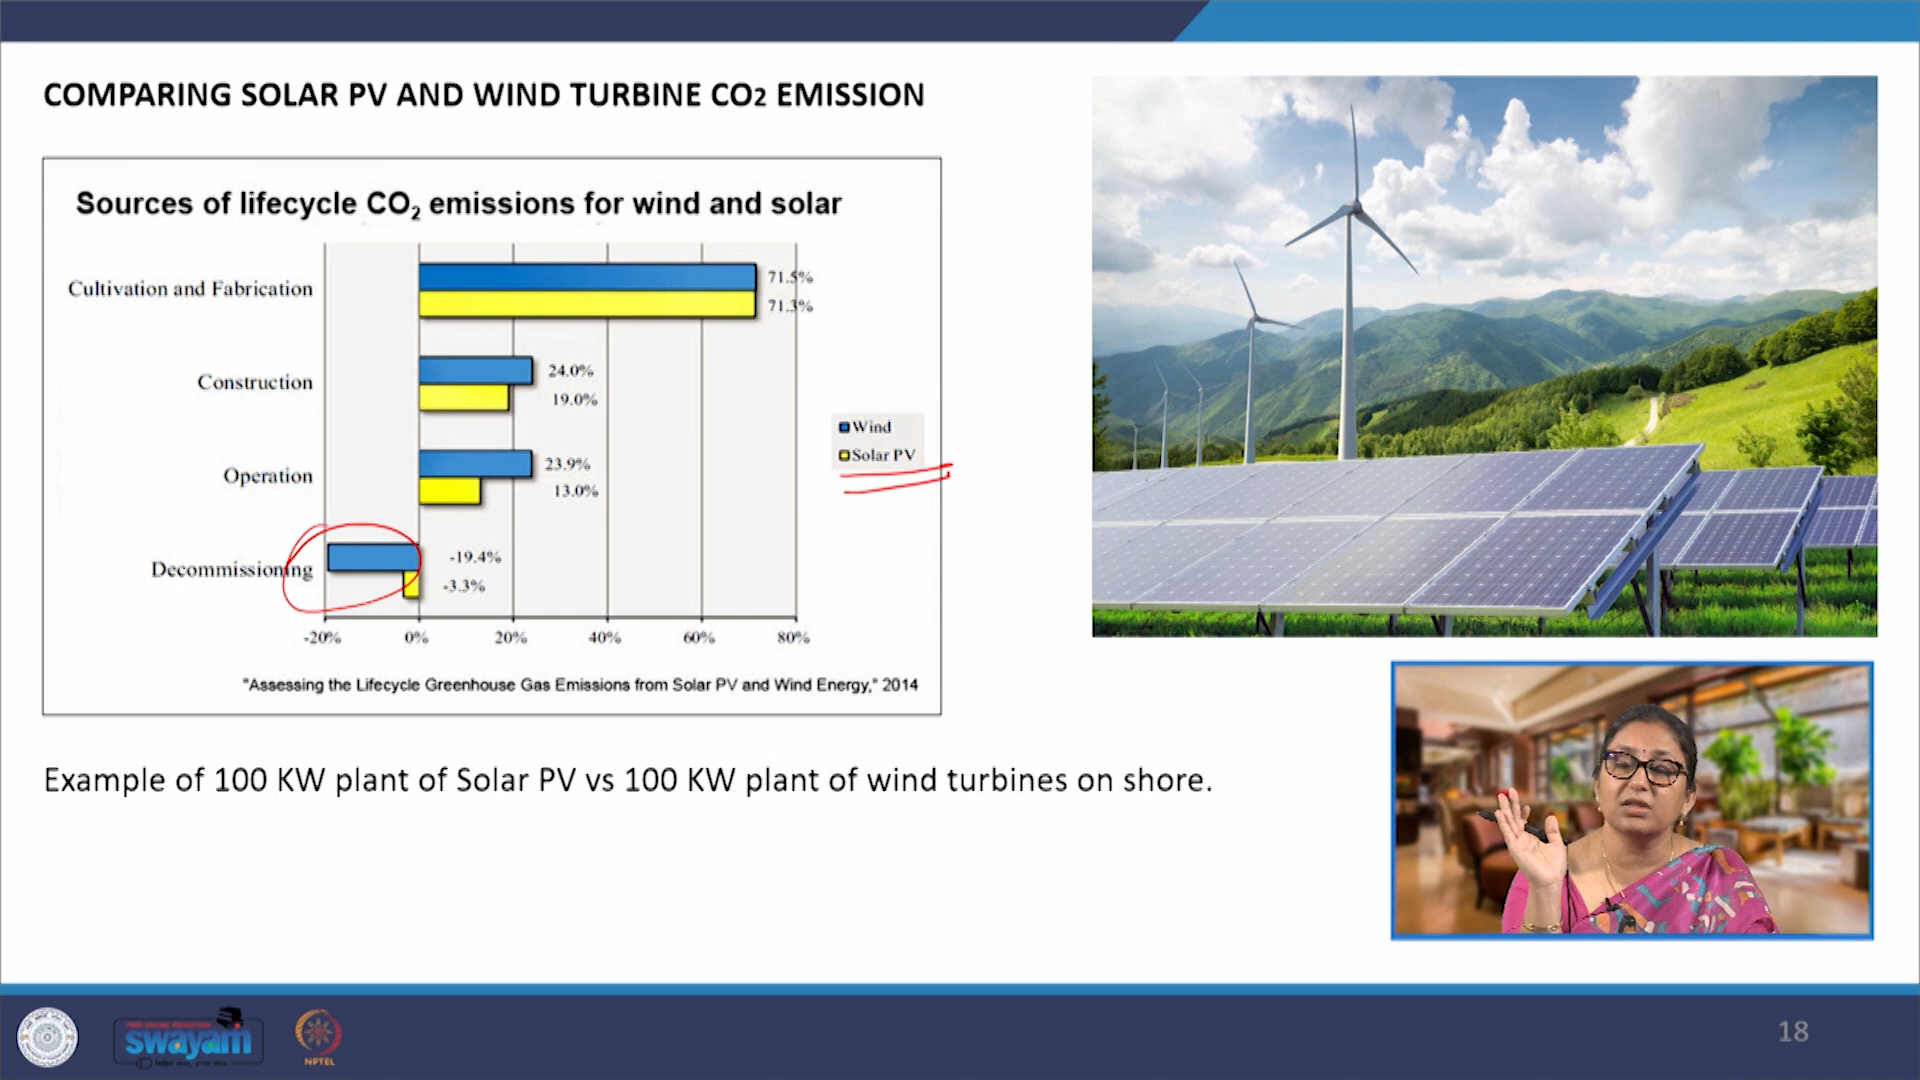 COMPARING SOLAR PV AND WIND TURBINE CO2 EMISSION
Sources of lifecycle CO2 emissions for wind and solar
Cultivation and Fabrication
71.5%
71.3%
Construction
24.0%
19.0%
Operation
23.9%
13.0%
Decommissioning
-19.4%
-3.3%
Wind
Solar PV
-20% 0% 20% 40% 60% 80%
"Assessing the Lifecycle Greenhouse Gas Emissions from Solar PV and Wind Energy," 2014
Example of 100 KW plant of Solar PV vs 100 KW plant of wind turbines on shore.
swayam
NPTEL
18